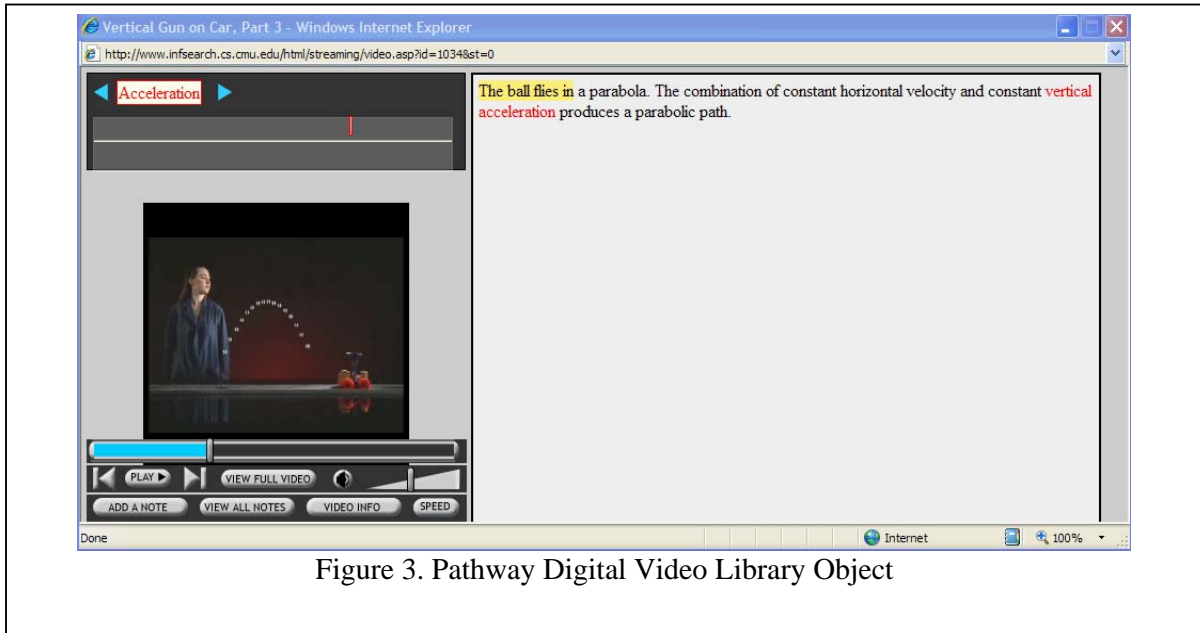 Vertical Gun on Car, Part 3 - Windows Internet Explorer
http://www.infsearch.cs.cmu.edu/html/streaming/video.asp?id=1034&st=0
Acceleration
The ball flies in a parabola. The combination of constant horizontal velocity and constant vertical
acceleration produces a parabolic path.
PLAY
VIEW FULL VIDEO
ADD A NOTE
VIEW ALL NOTES
VIDEO INFO
SPEED
Done
Internet
100%
Figure 3. Pathway Digital Video Library Object